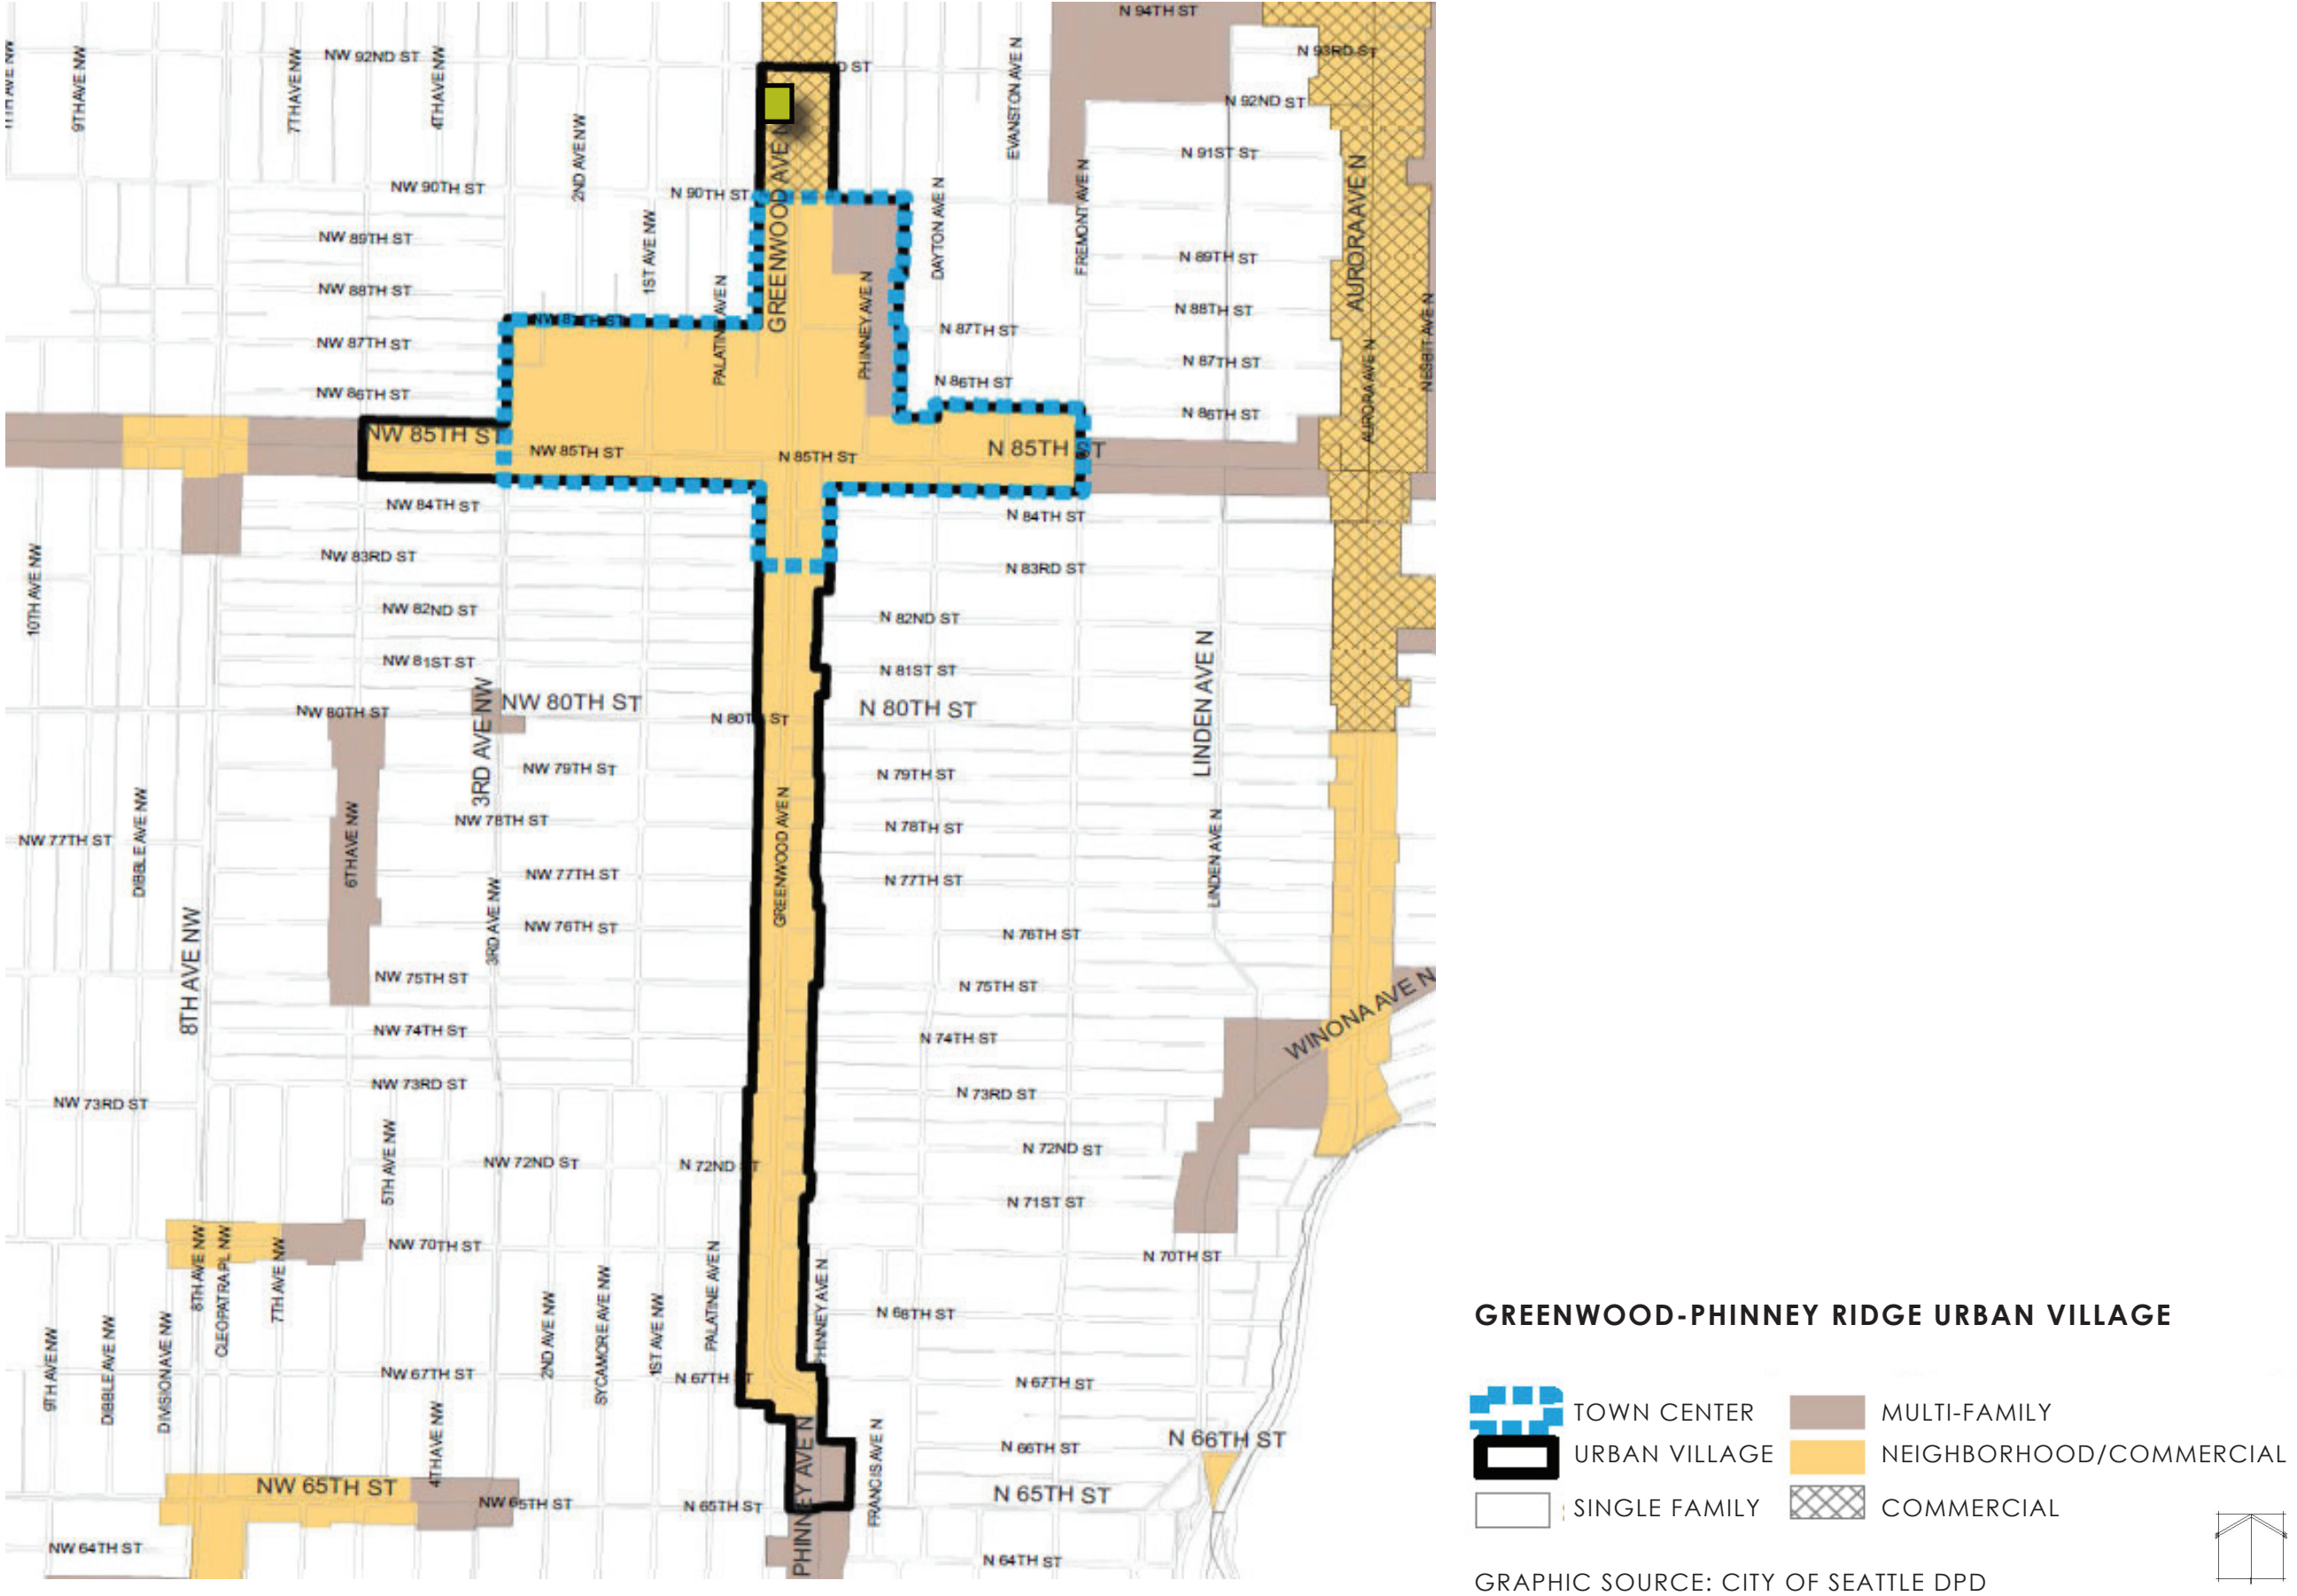 N 94TH ST
NW 92ND ST
N 93RD ST
D ST
11TH AVE NW
9TH AVE NW
7TH AVE NW
4TH AVE NW
EVANSTON AVE N
N 92ND ST
2ND AVE NW
N 91ST ST
NW 90TH ST
N 90TH ST
GREENWOOD AVE N
DAYTON AVE N
FREMONT AVE N
AURORA AVE N
1ST AVE NW
NW 89TH ST
N 89TH ST
NW 88TH ST
N 88TH ST
PALATINE AVE N
PHINNEY AVE N
NESBIT AVE N
N 87TH ST
NW 87TH ST
N 87TH ST
AURORA AVE N
N 86TH ST
NW 86TH ST
N 86TH ST
NW 85TH ST
NW 85TH ST
N 85TH ST
N 85TH ST
NW 84TH ST
N 84TH ST
NW 83RD ST
N 83RD ST
10TH AVE NW
NW 82ND ST
N 82ND ST
NW 81ST ST
N 81ST ST
LINDEN AVE N
3RD AVE NW
NW 80TH ST
NW 80TH ST
N 80TH ST
N 80TH ST
NW 79TH ST
N 79TH ST
NW 78TH ST
N 78TH ST
DIBBLE AVE NW
6TH AVE NW
GREENWOOD AVE N
LINDEN AVE N
NW 77TH ST
NW 77TH ST
N 77TH ST
8TH AVE NW
3RD AVE NW
NW 76TH ST
N 76TH ST
NW 75TH ST
N 75TH ST
WINONA AVE N
NW 74TH ST
N 74TH ST
NW 73RD ST
N 73RD ST
NW 73RD ST
5TH AVE NW
NW 72ND ST
N 72ND ST
N 72ND ST
N 71ST ST
NW 70TH ST
N 70TH ST
8TH AVE NW
CLEOPATRA PL NW
7TH AVE NW
2ND AVE NW
SYCAMORE AVE NW
1ST AVE NW
PALATINE AVE N
PHINNEY AVE N
N 68TH ST
9TH AVE NW
DIBBLE AVE NW
DIVISION AVE NW
NW 67TH ST
N 67TH ST
N 67TH ST
4TH AVE NW
PHINNEY AVE N
FRANCIS AVE N
N 66TH ST
N 66TH ST
NW 65TH ST
NW 65TH ST
N 65TH ST
N 65TH ST
NW 64TH ST
N 64TH ST
GREENWOOD-PHINNEY RIDGE URBAN VILLAGE
TOWN CENTER
MULTI-FAMILY
URBAN VILLAGE
NEIGHBORHOOD/COMMERCIAL
SINGLE FAMILY
COMMERCIAL
GRAPHIC SOURCE: CITY OF SEATTLE DPD